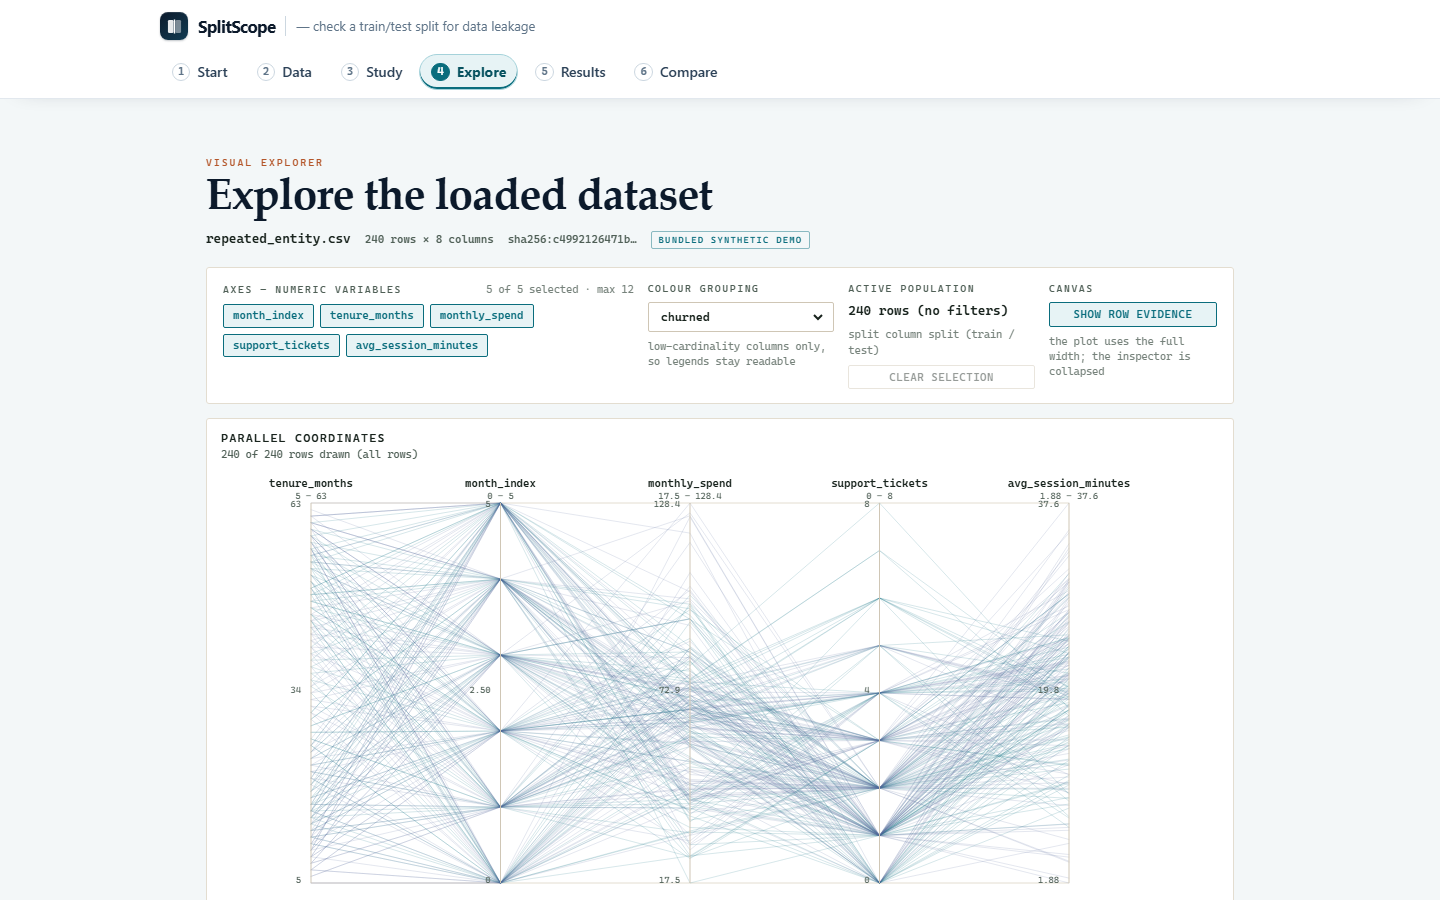 SplitScope — check a train/test split for data leakage
1 Start 2 Data 3 Study 4 Explore 5 Results 6 Compare
VISUAL EXPLORER
Explore the loaded dataset
repeated_entity.csv 240 rows × 8 columns sha256:c4992126471b… BUNDLED SYNTHETIC DEMO
AXES — NUMERIC VARIABLES 5 of 5 selected · max 12
month_index tenure_months monthly_spend
support_tickets avg_session_minutes
COLOUR GROUPING
churned
low-cardinality columns only,
so legends stay readable
ACTIVE POPULATION
240 rows (no filters)
split column split (train /
test)
CLEAR SELECTION
CANVAS
SHOW ROW EVIDENCE
the plot uses the full
width; the inspector is
collapsed
PARALLEL COORDINATES
240 of 240 rows drawn (all rows)
tenure_months month_index monthly_spend support_tickets avg_session_minutes
5 – 63 0 – 5 17.5 – 128.4 0 – 8 1.88 – 37.6
63 5 128.4 8 37.6
34 2.50 72.9 4 19.8
5 0 17.5 0 1.88